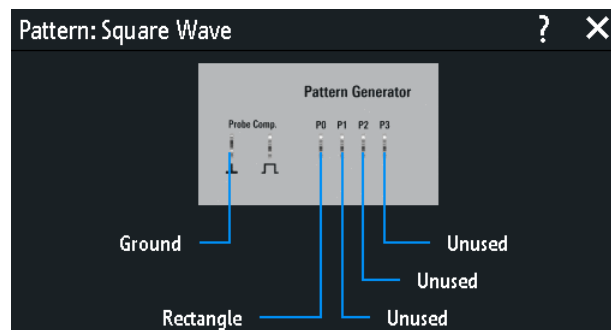 Pattern: Square Wave ? X
Pattern Generator
Probe Comp. P0 P1 P2 P3
Ground
Unused
Unused
Rectangle
Unused